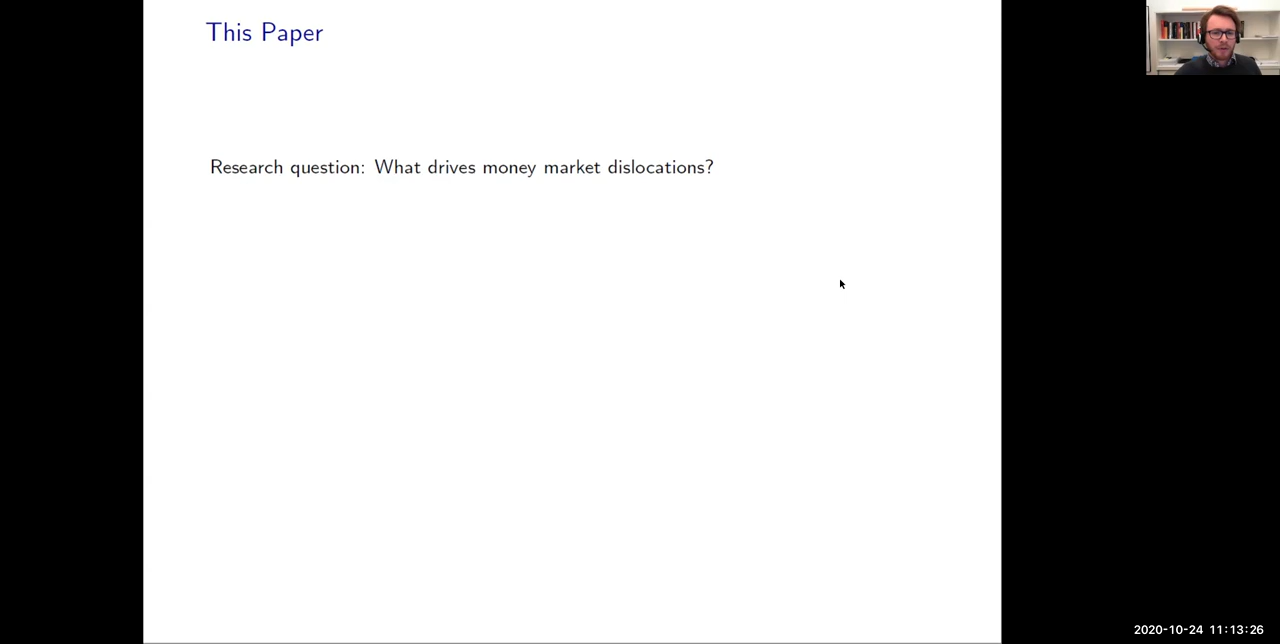 This Paper
Research question: What drives money market dislocations?
2020-10-24 11:13:26